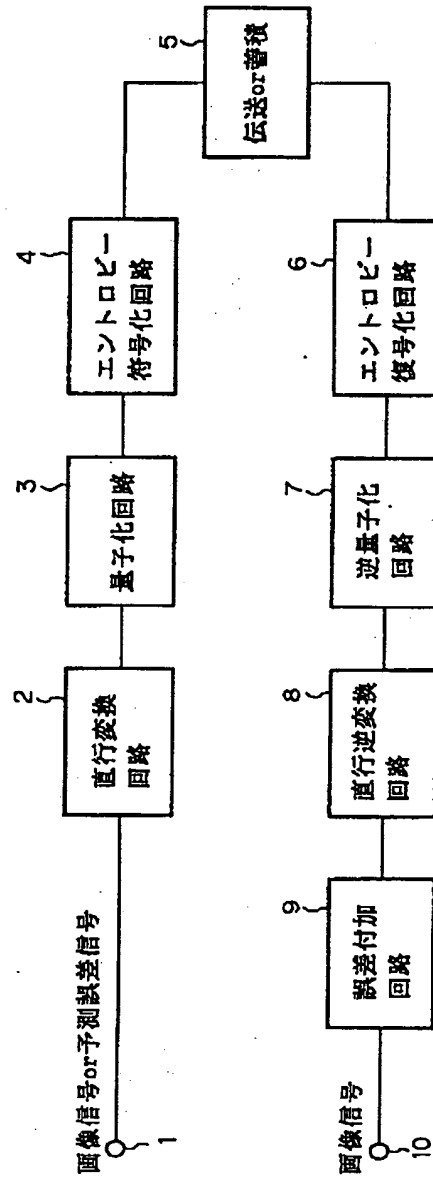 画像信号or予測誤差信号
1
2
直行変換
回路
3
量子化回路
4
エントロピー
符号化回路
5
伝送or蓄積
6
エントロピー
復号化回路
7
逆量子化
回路
8
直行逆変換
回路
9
誤差付加
回路
画像信号
10